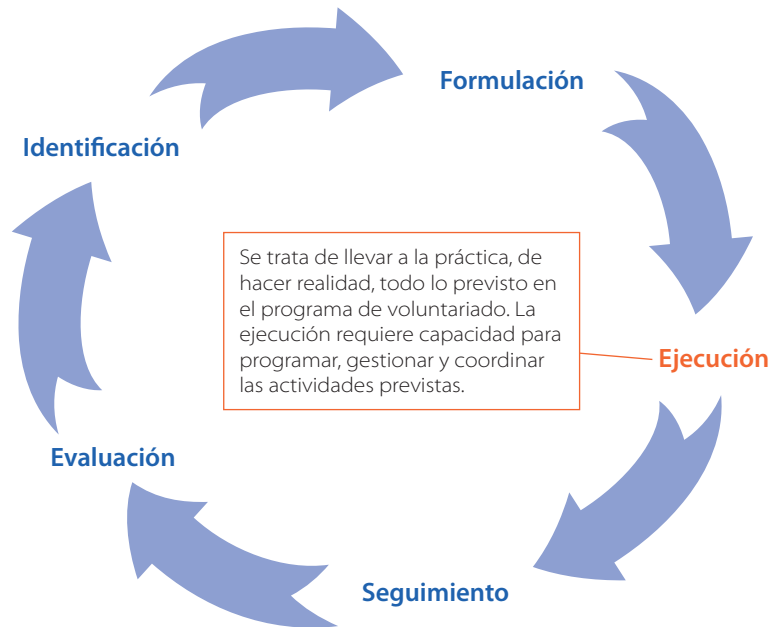 Formulación
Identificación
Se trata de llevar a la práctica, de
hacer realidad, todo lo previsto en
el programa de voluntariado. La
ejecución requiere capacidad para
programar, gestionar y coordinar
las actividades previstas.
Ejecución
Evaluación
Seguimiento